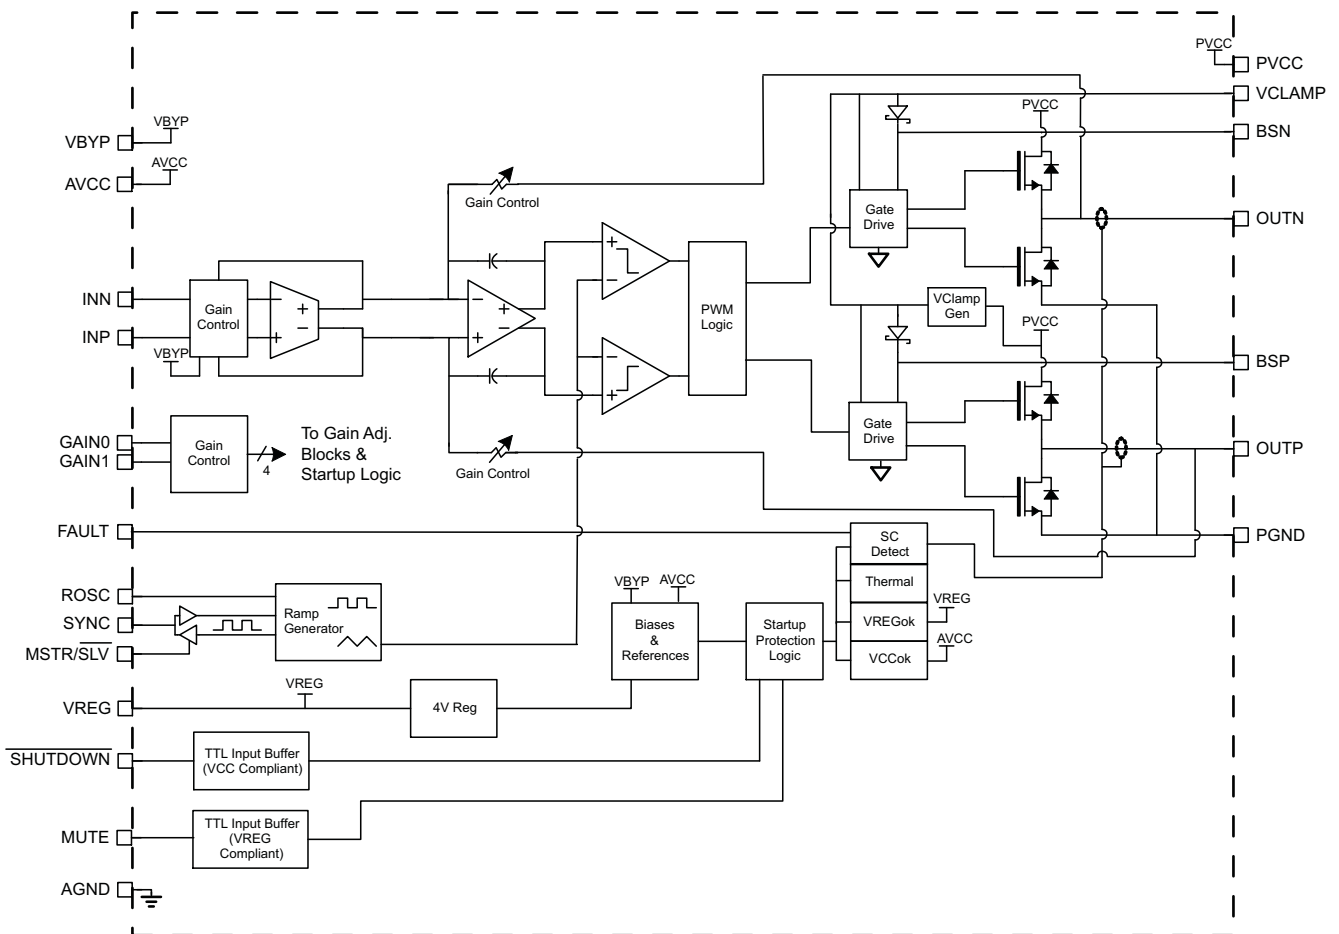 PVCC
PVCC
VCLAMP
VBYP
VBYP
PVCC
BSN
AVCC
AVCC
Gain Control
Gate
Drive
OUTN
INN
Gain
Control
INP
VBYP
PWM
Logic
VClamp
Gen
PVCC
BSP
GAIN0
GAIN1
Gain
Control
4
To Gain Adj.
Blocks &
Startup Logic
Gain Control
Gate
Drive
OUTP
FAULT
SC
Detect
PGND
ROSC
SYNC
MSTR/SLV
Ramp
Generator
VBYP
AVCC
Biases
&
References
Startup
Protection
Logic
Thermal
VREGok
VREG
VCCok
AVCC
VREG
VREG
4V Reg
SHUTDOWN
TTL Input Buffer
(VCC Compliant)
MUTE
TTL Input Buffer
(VREG
Compliant)
AGND